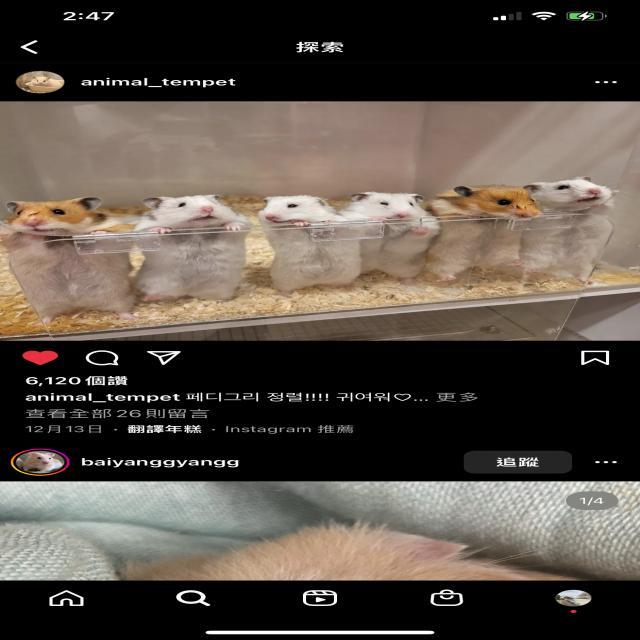 2:47
探索
animal_tempet
6,120 個讚
animal_tempet 페디그리 정렬!!!! 귀여워♡... 更多
查看全部 26 則留言
12月13日 · 翻譯年糕 · Instagram 推薦
baiyanggyangg
追蹤
1/4